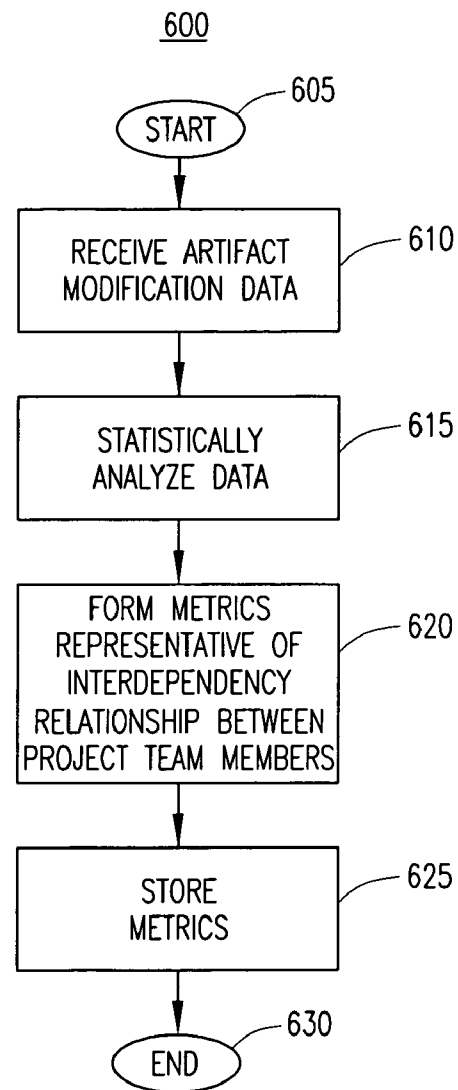 600
605
START
RECEIVE ARTIFACT
MODIFICATION DATA
610
STATISTICALLY
ANALYZE DATA
615
FORM METRICS
REPRESENTATIVE OF
INTERDEPENDENCY
RELATIONSHIP BETWEEN
PROJECT TEAM MEMBERS
620
STORE
METRICS
625
END
630